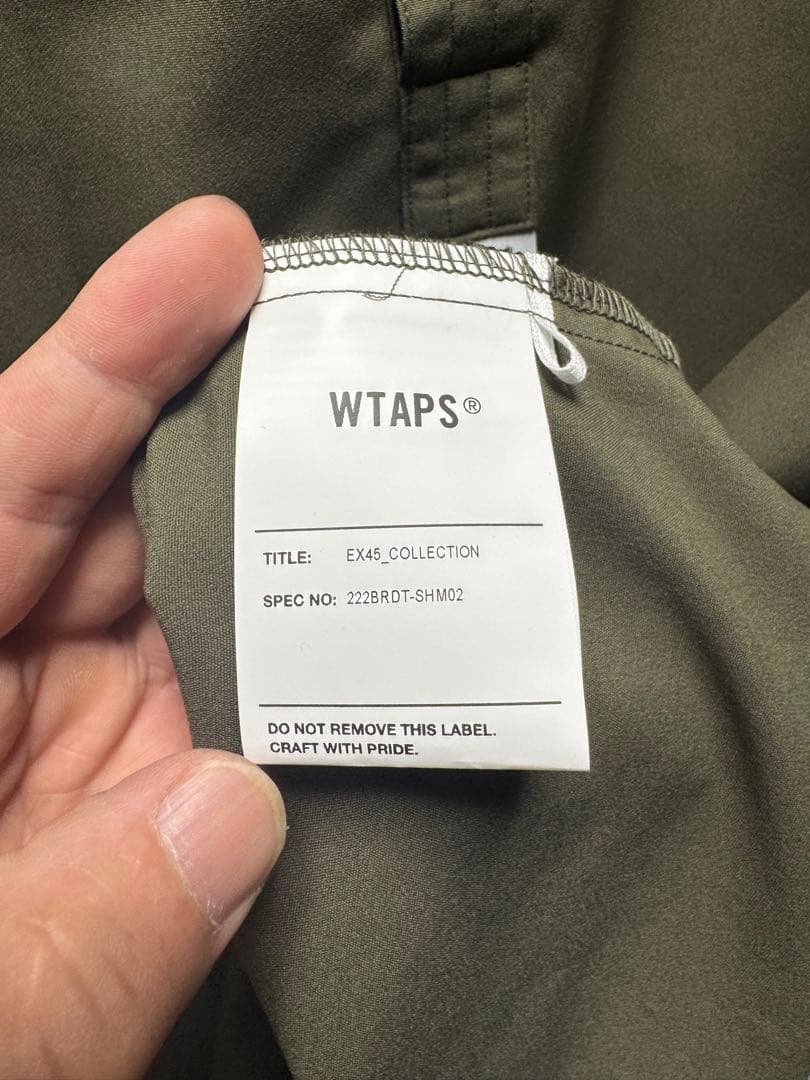 WTAPS®
TITLE: EX45_COLLECTION
SPEC NO: 222BRDT-SHM02
DO NOT REMOVE THIS LABEL.
CRAFT WITH PRIDE.